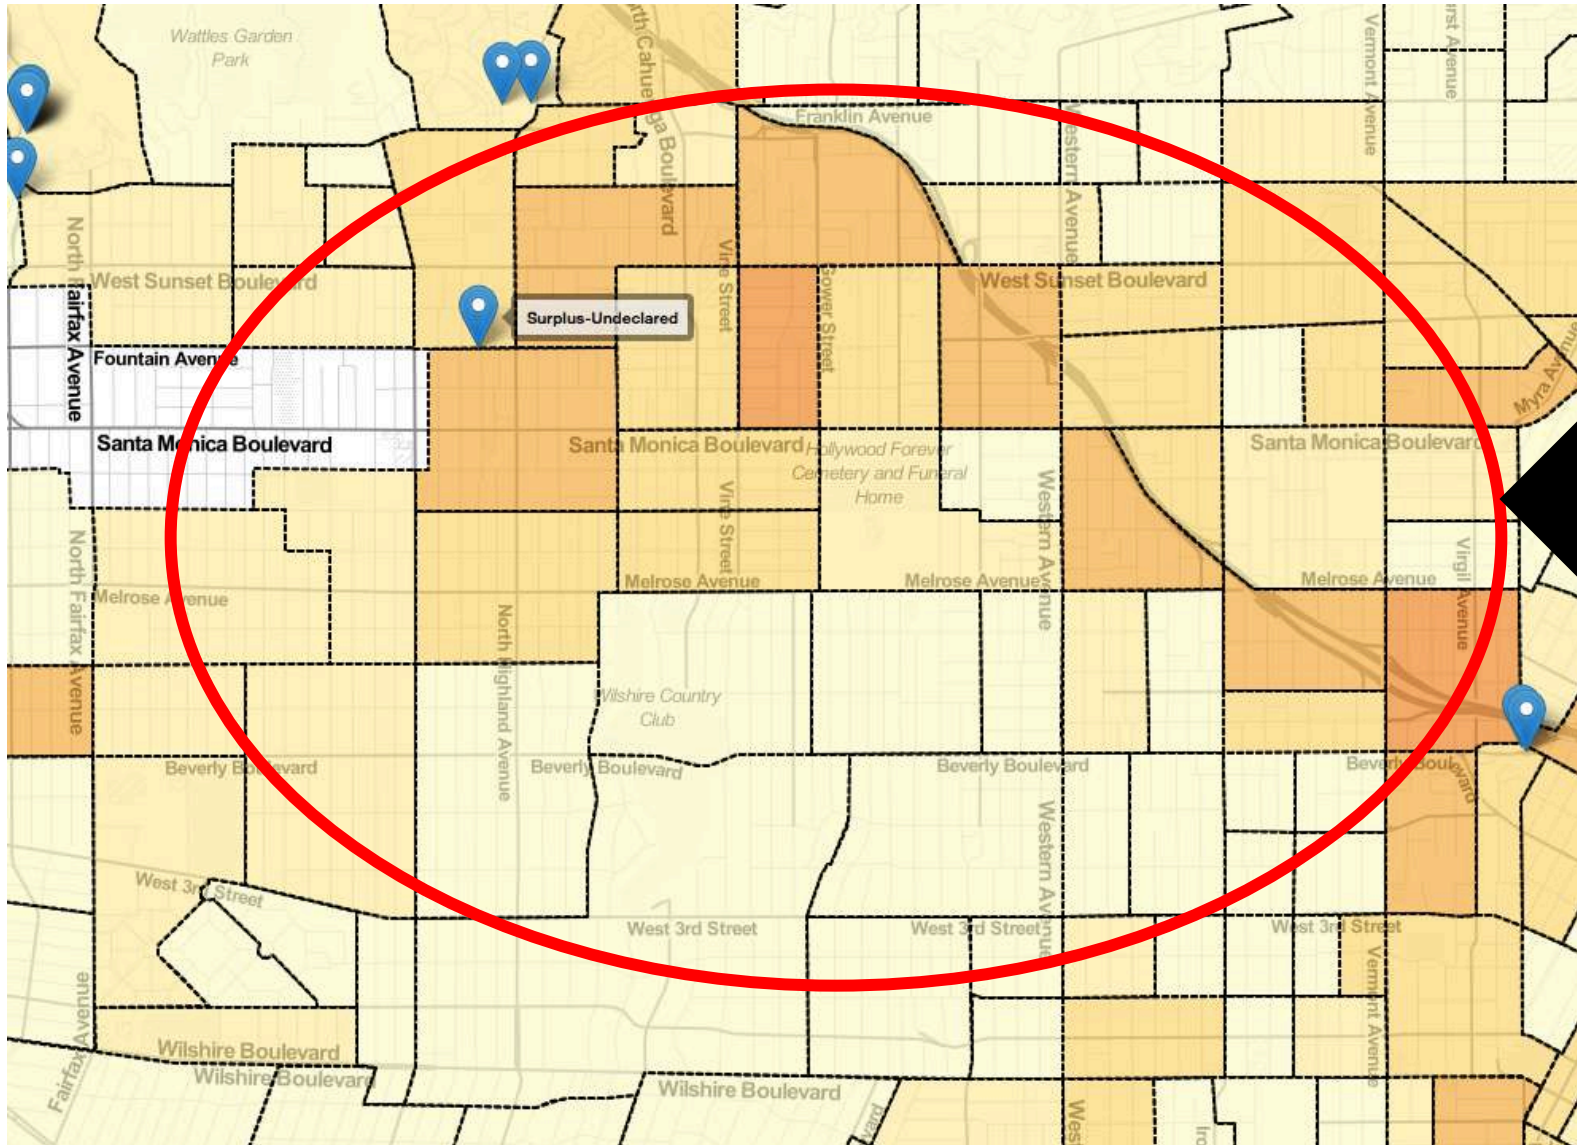 Wattles Garden
Park
North Cahuenga Boulevard
Vermont Avenue
Franklin Avenue
Western Avenue
North Fairfax Avenue
West Sunset Boulevard
Vine Street
Gower Street
West Sunset Boulevard
Surplus-Undeclared
Fountain Avenue
Myra Avenue
Santa Monica Boulevard
Santa Monica Boulevard
Hollywood Forever
Cemetery and Funeral
Home
Santa Monica Boulevard
Vine Street
Western Avenue
North Fairfax Avenue
Virgil Avenue
Melrose Avenue
Melrose Avenue
Melrose Avenue
Melrose Avenue
North Highland Avenue
Wilshire Country
Club
Beverly Boulevard
Beverly Boulevard
Beverly Boulevard
Beverly Boulevard
Western Avenue
West 3rd Street
West 3rd Street
West 3rd Street
West 3rd Street
Vermont Avenue
Fairfax Avenue
Wilshire Boulevard
Wilshire Boulevard
Wilshire Boulevard
West